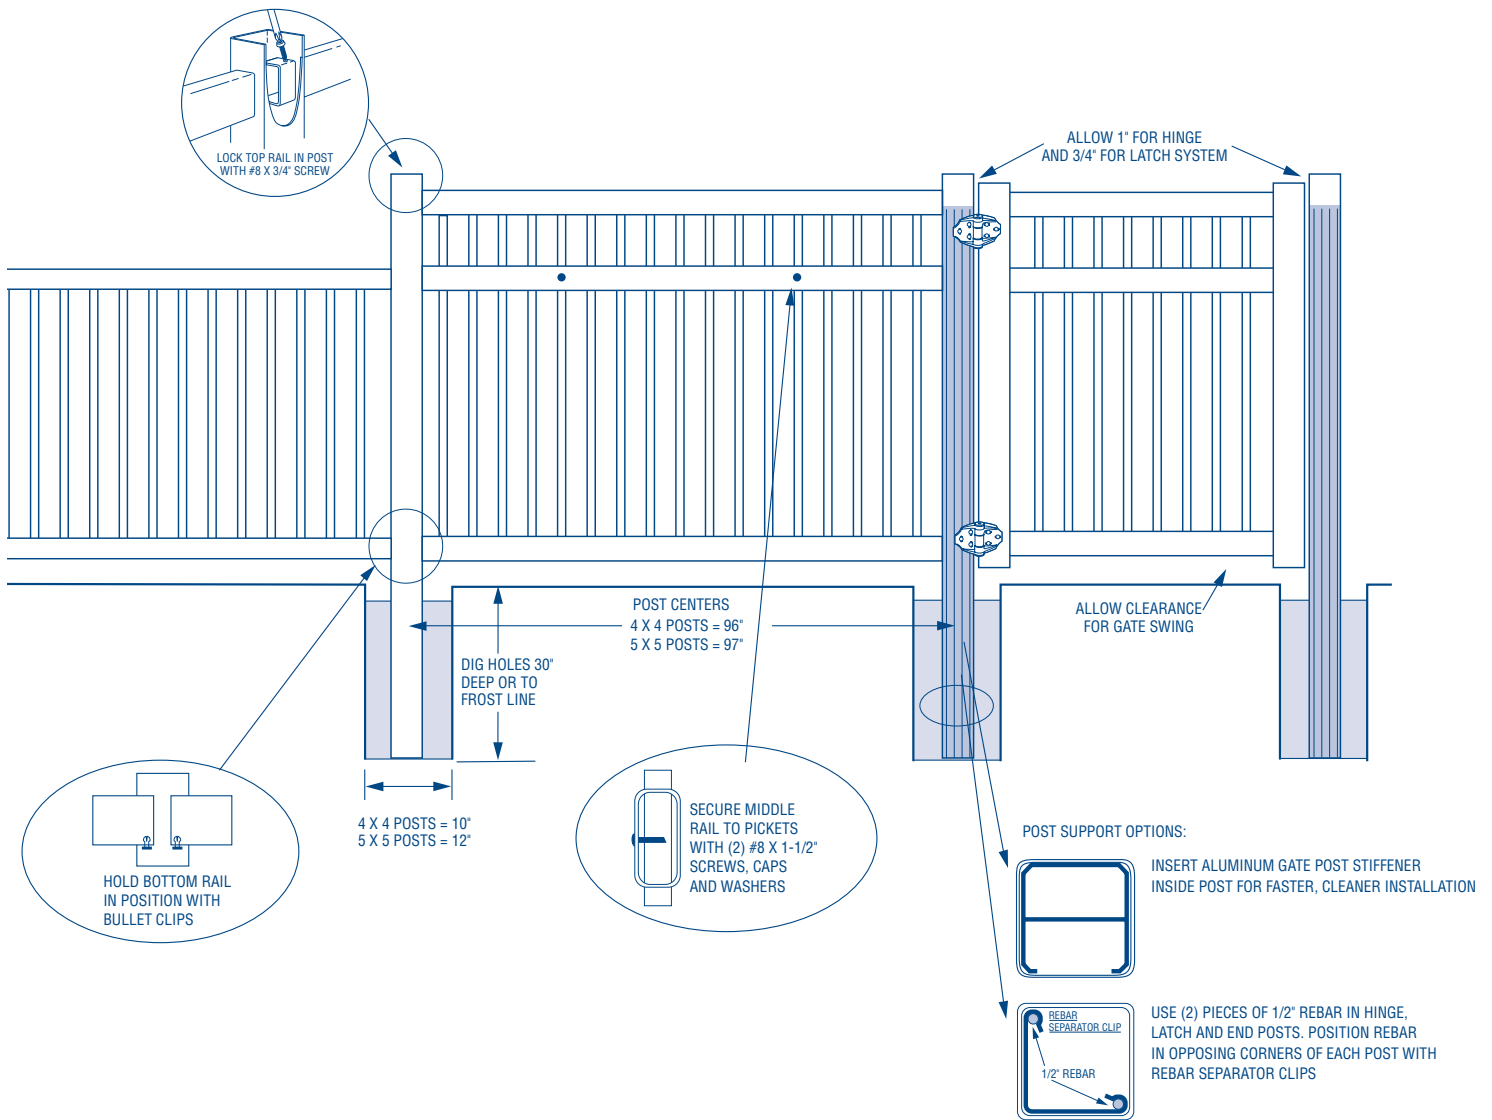 LOCK TOP RAIL IN POST
WITH #8 X 3/4" SCREW
ALLOW 1" FOR HINGE
AND 3/4" FOR LATCH SYSTEM
POST CENTERS
4 X 4 POSTS = 96"
5 X 5 POSTS = 97"
ALLOW CLEARANCE
FOR GATE SWING
DIG HOLES 30"
DEEP OR TO
FROST LINE
4 X 4 POSTS = 10"
5 X 5 POSTS = 12"
HOLD BOTTOM RAIL
IN POSITION WITH
BULLET CLIPS
SECURE MIDDLE
RAIL TO PICKETS
WITH (2) #8 X 1-1/2"
SCREWS, CAPS
AND WASHERS
POST SUPPORT OPTIONS:
INSERT ALUMINUM GATE POST STIFFENER
INSIDE POST FOR FASTER, CLEANER INSTALLATION
REBAR
SEPARATOR CLIP
1/2" REBAR
USE (2) PIECES OF 1/2" REBAR IN HINGE,
LATCH AND END POSTS. POSITION REBAR
IN OPPOSING CORNERS OF EACH POST WITH
REBAR SEPARATOR CLIPS